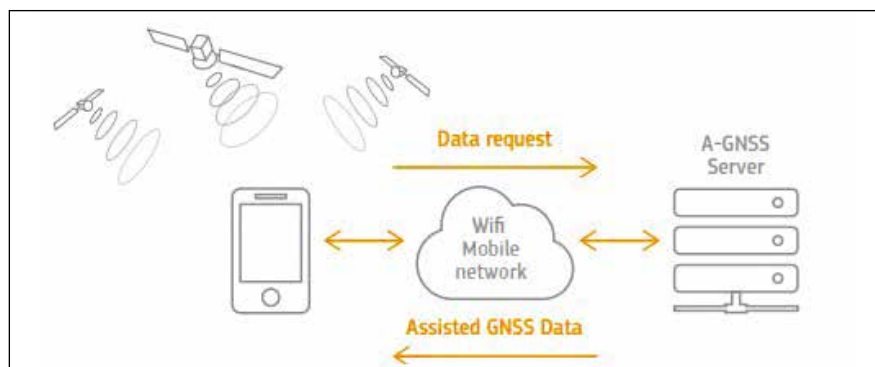 Data request
A-GNSS
Server
Wifi
Mobile
network
Assisted GNSS Data